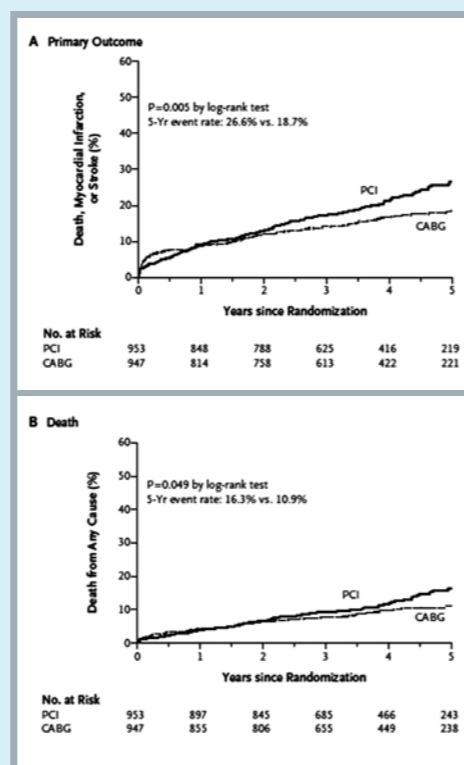 A Primary Outcome
60
50
40
30
20
10
0
Death, Myocardial Infarction,
or Stroke (%)
P=0.005 by log-rank test
5-Yr event rate: 26.6% vs. 18.7%
PCI
CABG
0 1 2 3 4 5
Years since Randomization
No. at Risk
PCI 953 848 788 625 416 219
CABG 947 814 758 613 422 221
B Death
60
50
40
30
20
10
0
Death from Any Cause (%)
P=0.049 by log-rank test
5-Yr event rate: 16.3% vs. 10.9%
PCI
CABG
0 1 2 3 4 5
Years since Randomization
No. at Risk
PCI 953 897 845 685 466 243
CABG 947 855 806 655 449 238